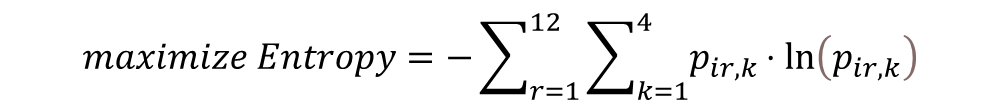 maximize Entropy = − ∑_{r=1}^{12} ∑_{k=1}^{4} p_{ir,k} · ln(p_{ir,k})